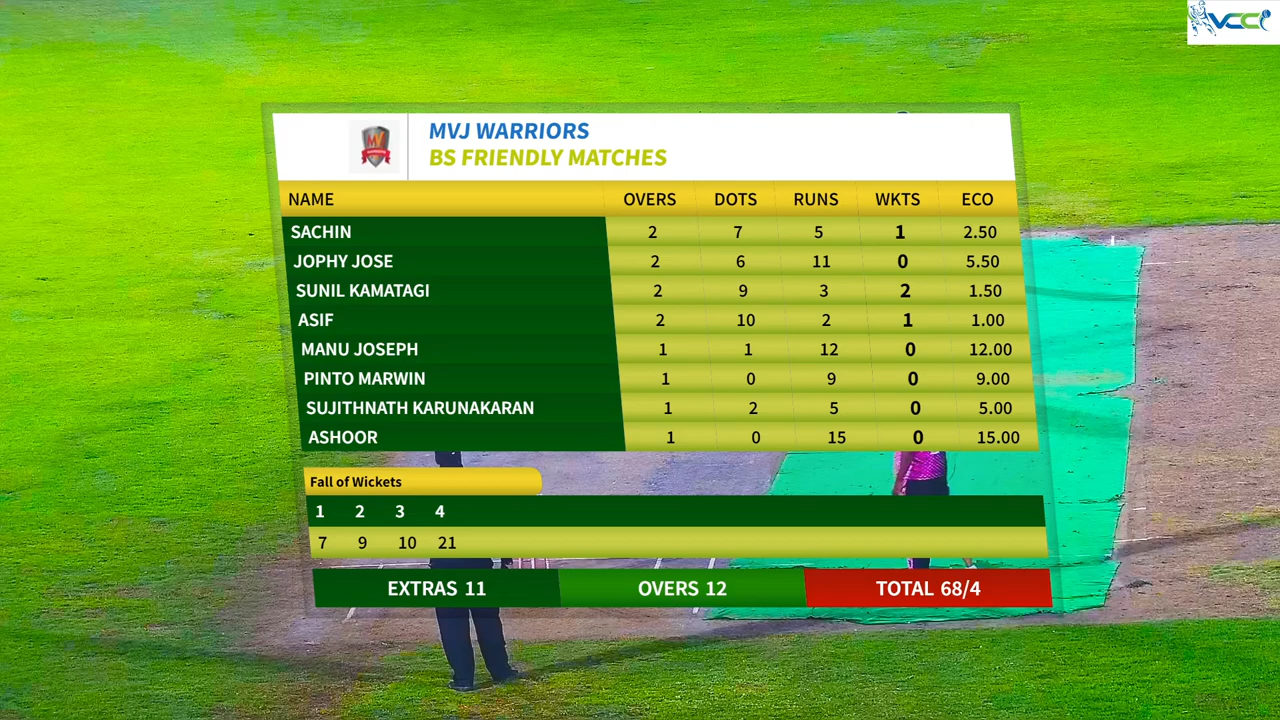 VCC
MV
MVJ WARRIORS
BS FRIENDLY MATCHES
NAME OVERS DOTS RUNS WKTS ECO
SACHIN 2 7 5 1 2.50
JOPHY JOSE 2 6 11 0 5.50
SUNIL KAMATAGI 2 9 3 2 1.50
ASIF 2 10 2 1 1.00
MANU JOSEPH 1 1 12 0 12.00
PINTO MARWIN 1 0 9 0 9.00
SUJITHNATH KARUNAKARAN 1 2 5 0 5.00
ASHOOR 1 0 15 0 15.00
Fall of Wickets
1 2 3 4
7 9 10 21
EXTRAS 11 OVERS 12 TOTAL 68/4